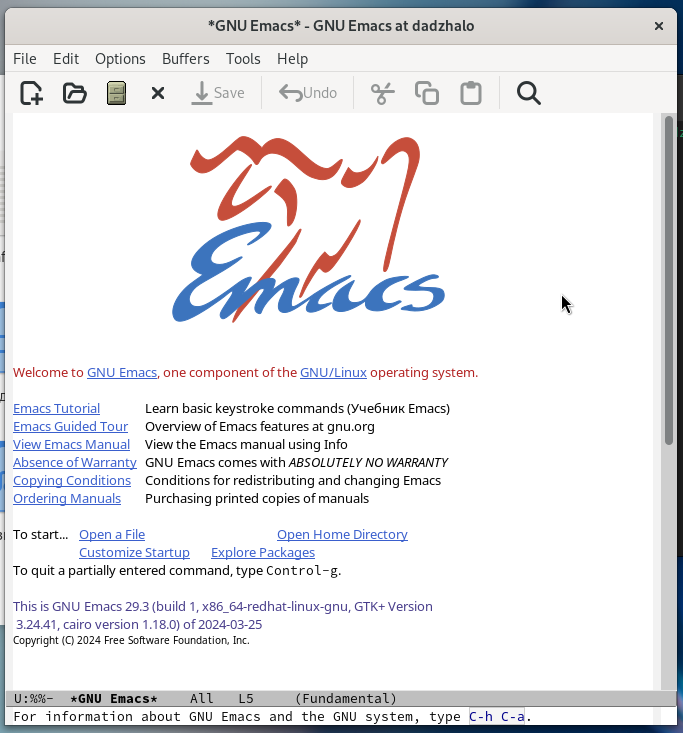 *GNU Emacs* - GNU Emacs at dadzhalo
File Edit Options Buffers Tools Help
Save Undo
Emacs
Welcome to GNU Emacs, one component of the GNU/Linux operating system.
Emacs Tutorial Learn basic keystroke commands (Учебник Emacs)
Emacs Guided Tour Overview of Emacs features at gnu.org
View Emacs Manual View the Emacs manual using Info
Absence of Warranty GNU Emacs comes with ABSOLUTELY NO WARRANTY
Copying Conditions Conditions for redistributing and changing Emacs
Ordering Manuals Purchasing printed copies of manuals
To start... Open a File Open Home Directory
Customize Startup Explore Packages
To quit a partially entered command, type Control-g.
This is GNU Emacs 29.3 (build 1, x86_64-redhat-linux-gnu, GTK+ Version
3.24.41, cairo version 1.18.0) of 2024-03-25
Copyright (C) 2024 Free Software Foundation, Inc.
U:%%- *GNU Emacs* All L5 (Fundamental)
For information about GNU Emacs and the GNU system, type C-h C-a.